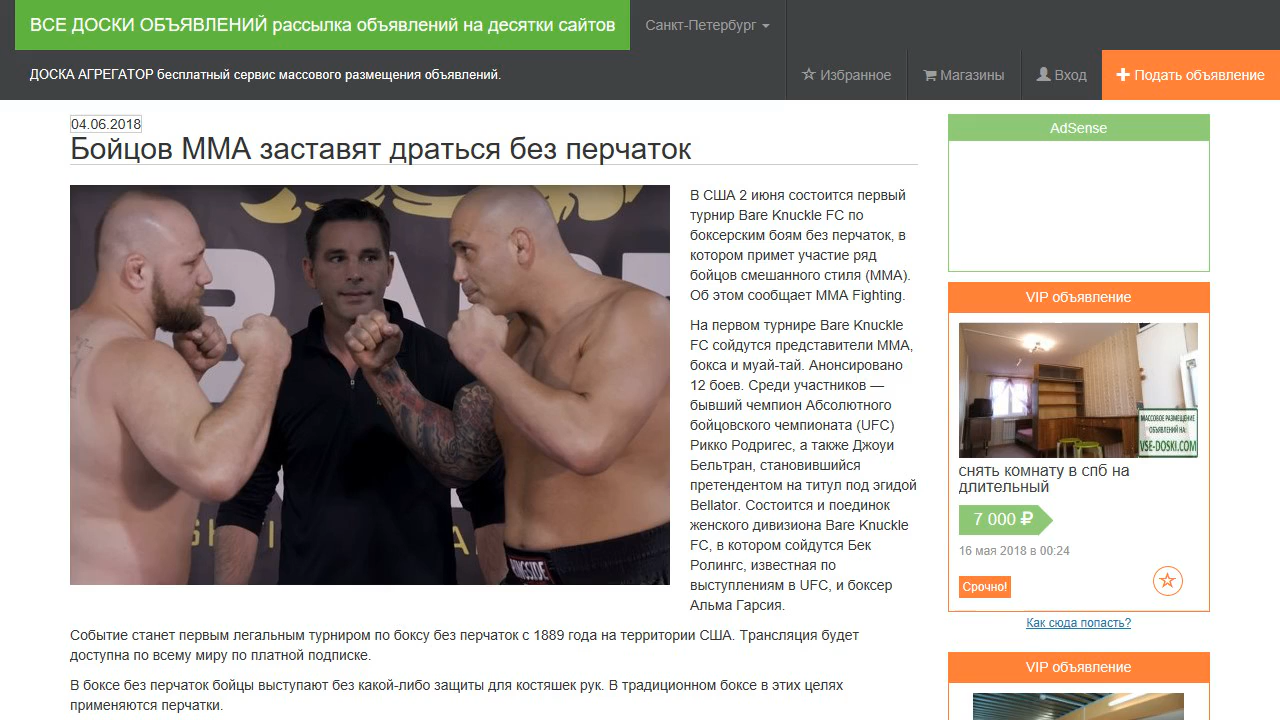 ВСЕ ДОСКИ ОБЪЯВЛЕНИЙ рассылка объявлений на десятки сайтов
Санкт-Петербург
ДОСКА АГРЕГАТОР бесплатный сервис массового размещения объявлений.
Избранное
Магазины
Вход
Подать объявление
04.06.2018
Бойцов ММА заставят драться без перчаток
В США 2 июня состоится первый
турнир Bare Knuckle FC по
боксерским боям без перчаток, в
котором примет участие ряд
бойцов смешанного стиля (ММА).
Об этом сообщает MMA Fighting.
На первом турнире Bare Knuckle
FC сойдутся представители ММА,
бокса и муай-тай. Анонсировано
12 боев. Среди участников —
бывший чемпион Абсолютного
бойцовского чемпионата (UFC)
Рикко Родригес, а также Джоуи
Бельтран, становившийся
претендентом на титул под эгидой
Bellator. Состоится и поединок
женского дивизиона Bare Knuckle
FC, в котором сойдутся Бек
Ролингс, известная по
выступлениям в UFC, и боксер
Альма Гарсия.
Событие станет первым легальным турниром по боксу без перчаток с 1889 года на территории США. Трансляция будет
доступна по всему миру по платной подписке.
В боксе без перчаток бойцы выступают без какой-либо защиты для костяшек рук. В традиционном боксе в этих целях
применяются перчатки.
AdSense
VIP объявление
МАССОВОЕ РАЗМЕЩЕНИЕ
ОБЪЯВЛЕНИЙ НА
VSE-DOSKI.COM
снять комнату в спб на
длительный
7 000 ₽
16 мая 2018 в 00:24
Срочно!
Как сюда попасть?
VIP объявление